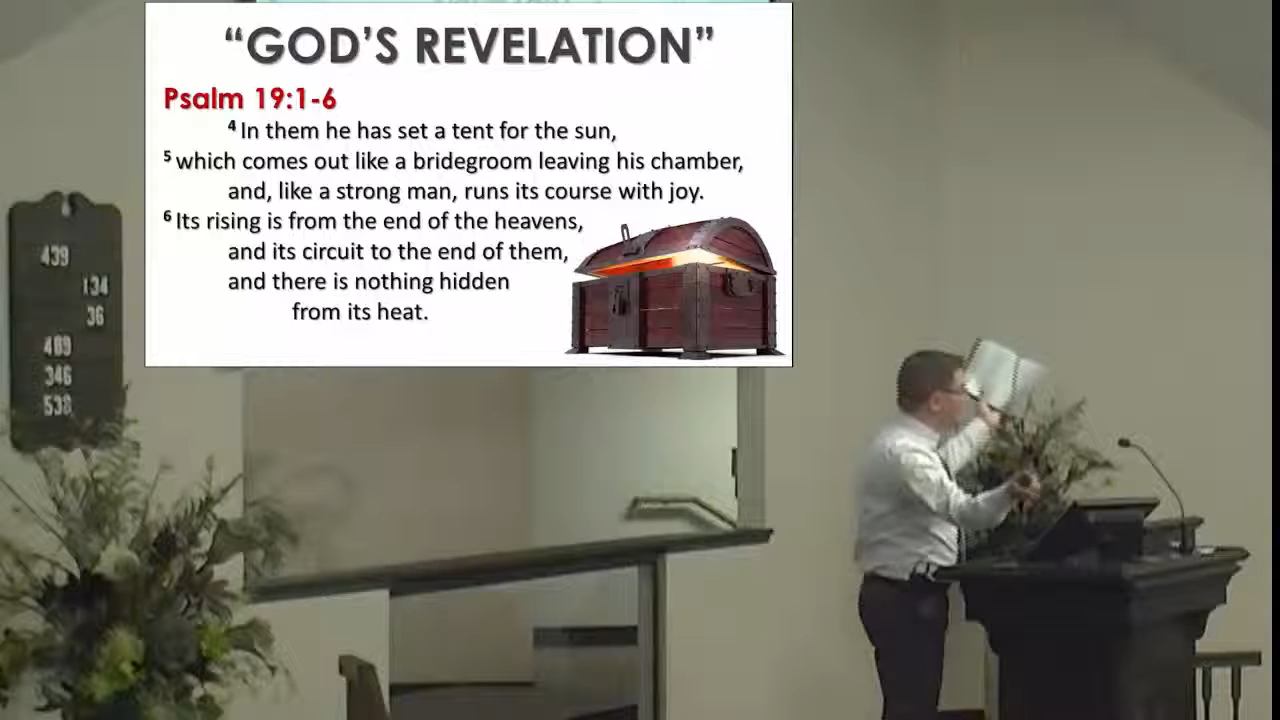 "GOD'S REVELATION"
Psalm 19:1-6
4 In them he has set a tent for the sun,
5 which comes out like a bridegroom leaving his chamber,
and, like a strong man, runs its course with joy.
6 Its rising is from the end of the heavens,
and its circuit to the end of them,
and there is nothing hidden
from its heat.
439
134
36
489
346
538